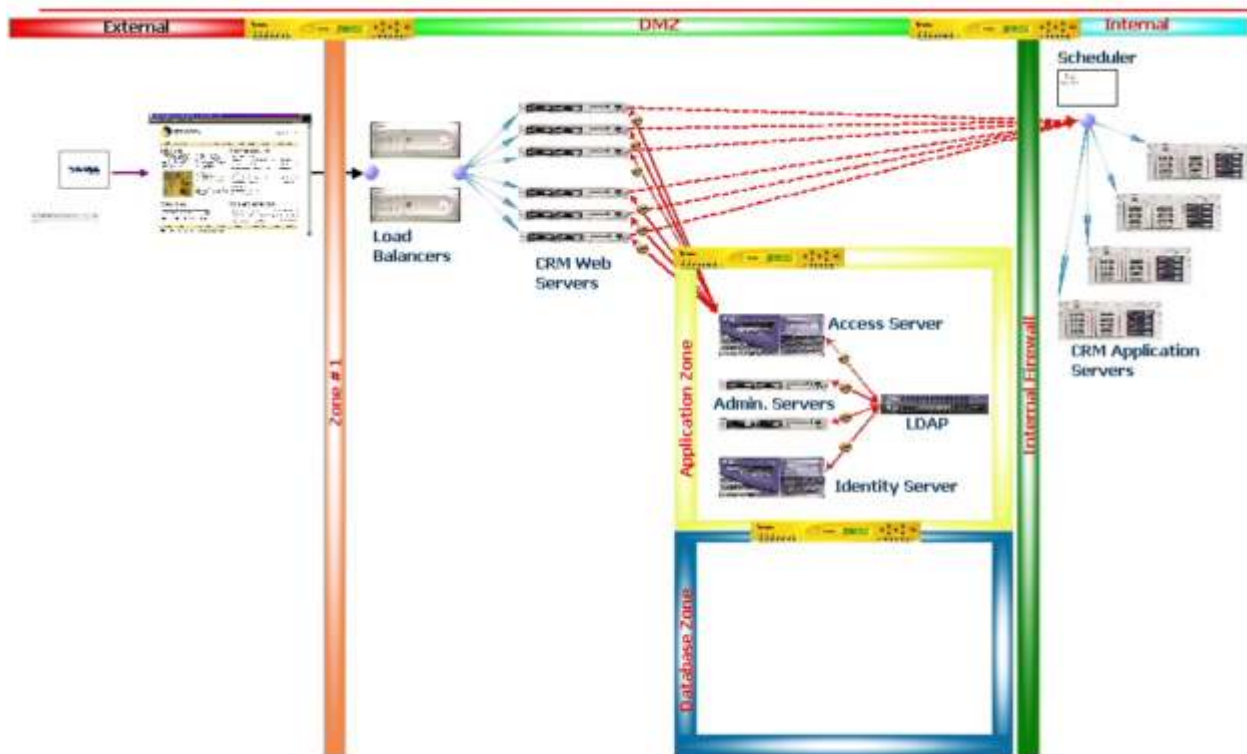 External
DMZ
Internal
Scheduler
Load
Balancers
CRM Web
Servers
Zone #1
Application Zone
Access Server
Admin. Servers
LDAP
Identity Server
Internal Firewall
CRM Application
Servers
Database Zone